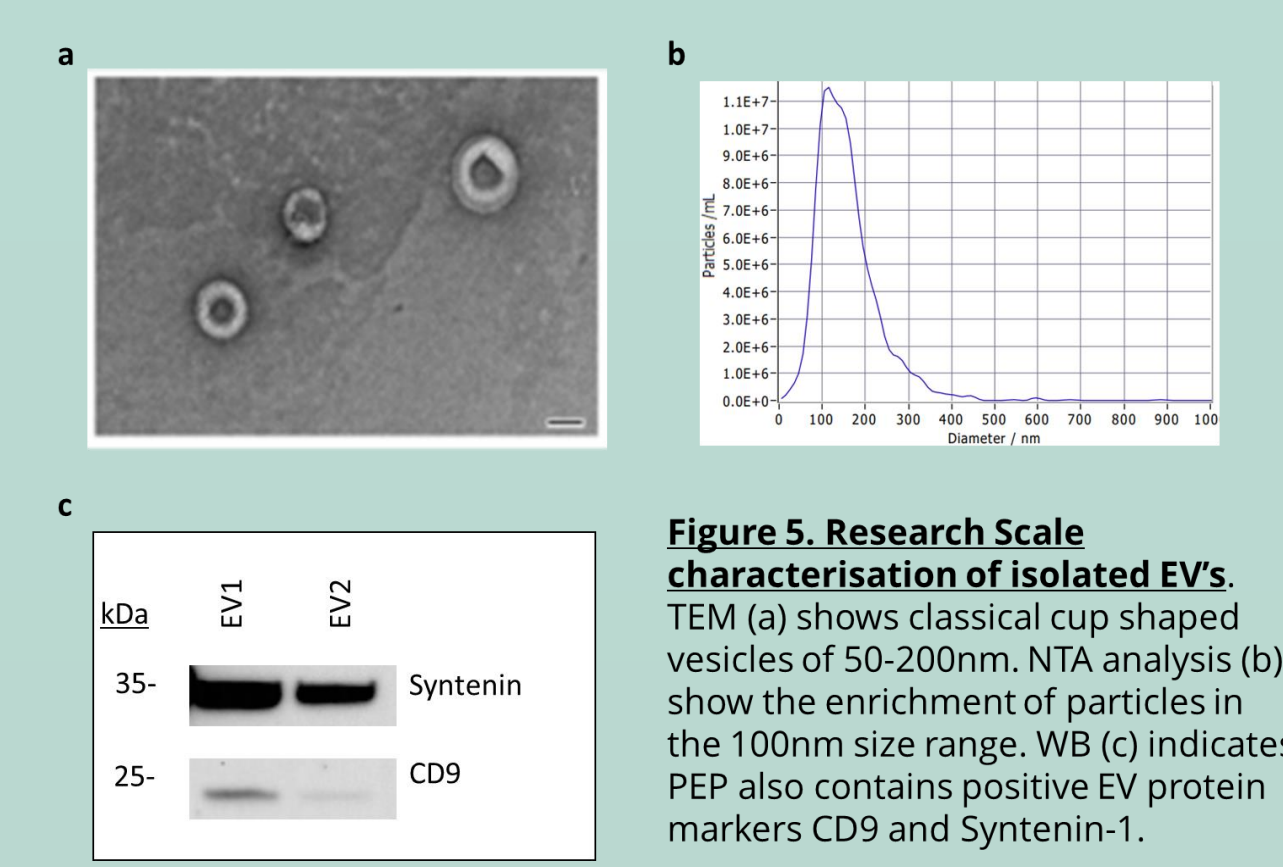 a
b
1.1E+7
1.0E+7
9.0E+6
8.0E+6
7.0E+6
6.0E+6
5.0E+6
4.0E+6
3.0E+6
2.0E+6
1.0E+6
0.0E+0
Particles /mL
0 100 200 300 400 500 600 700 800 900 100
Diameter / nm
c
kDa
EV1
EV2
35-
Syntenin
25-
CD9
Figure 5. Research Scale
characterisation of isolated EV's.
TEM (a) shows classical cup shaped
vesicles of 50-200nm. NTA analysis (b)
show the enrichment of particles in
the 100nm size range. WB (c) indicates
PEP also contains positive EV protein
markers CD9 and Syntenin-1.